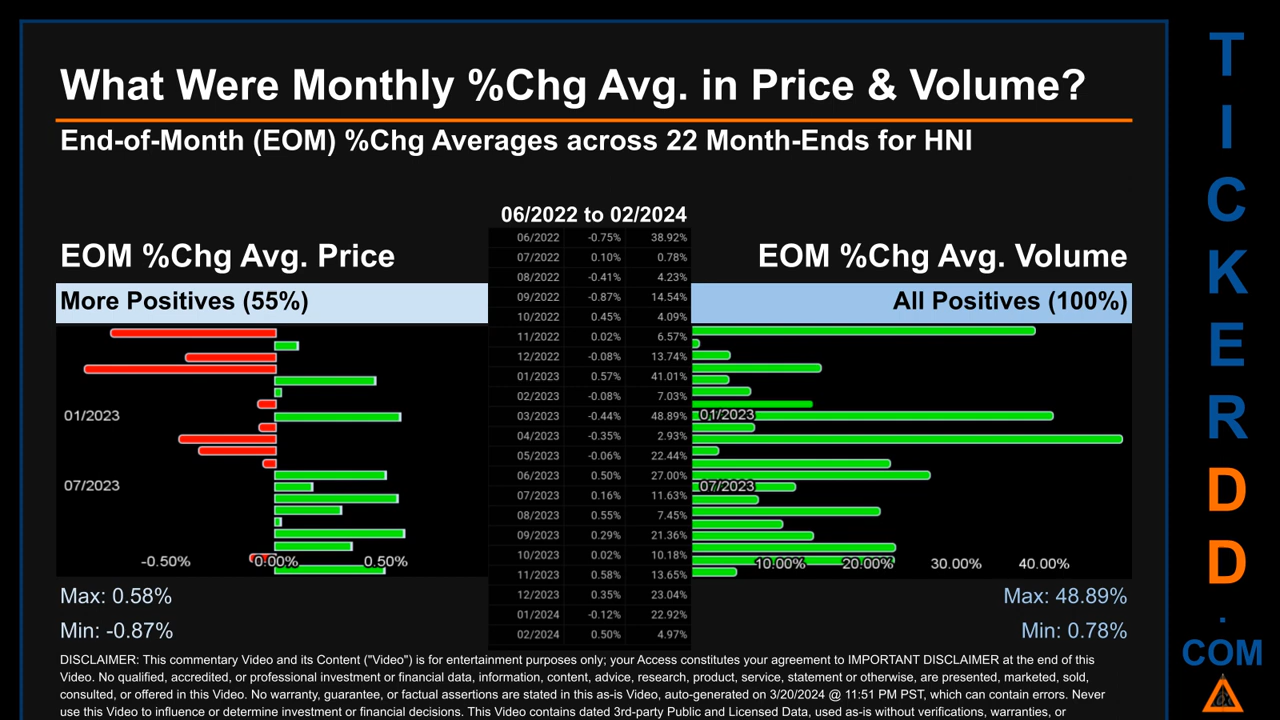 What Were Monthly %Chg Avg. in Price & Volume?
End-of-Month (EOM) %Chg Averages across 22 Month-Ends for HNI
06/2022 to 02/2024
EOM %Chg Avg. Price
EOM %Chg Avg. Volume
More Positives (55%)
All Positives (100%)
06/2022 -0.75% 38.92%
07/2022 0.10% 0.78%
08/2022 -0.41% 4.23%
09/2022 -0.87% 14.54%
10/2022 0.45% 4.09%
11/2022 0.02% 6.57%
12/2022 -0.08% 13.74%
01/2023 0.57% 41.01%
02/2023 -0.08% 7.03%
03/2023 -0.44% 48.89%
04/2023 -0.35% 2.93%
05/2023 -0.06% 22.44%
06/2023 0.50% 27.00%
07/2023 0.16% 11.63%
08/2023 0.55% 7.45%
09/2023 0.29% 21.36%
10/2023 0.02% 10.18%
11/2023 0.58% 13.65%
12/2023 0.35% 23.04%
01/2024 -0.12% 22.92%
02/2024 0.50% 4.97%
01/2023
07/2023
-0.50% 0.00% 0.50%
01/2023
07/2023
10.00% 20.00% 30.00% 40.00%
Max: 0.58%
Min: -0.87%
Max: 48.89%
Min: 0.78%
DISCLAIMER: This commentary Video and its Content ("Video") is for entertainment purposes only; your Access constitutes your agreement to IMPORTANT DISCLAIMER at the end of this
Video. No qualified, accredited, or professional investment or financial data, information, content, advice, research, product, service, statement or otherwise, are presented, marketed, sold,
consulted, or offered in this Video. No warranty, guarantee, or factual assertions are stated in this as-is Video, auto-generated on 3/20/2024 @ 11:51 PM PST, which can contain errors. Never
use this Video to influence or determine investment or financial decisions. This Video contains dated 3rd-party Public and Licensed Data, used as-is without verifications, warranties, or
T
I
C
K
E
R
D
D
.
COM